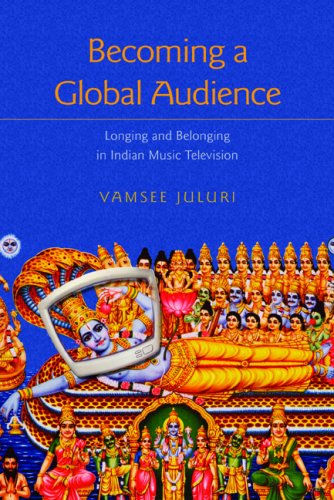 Becoming a
Global Audience
Longing and Belonging
in Indian Music Television
VAMSEE JULURI